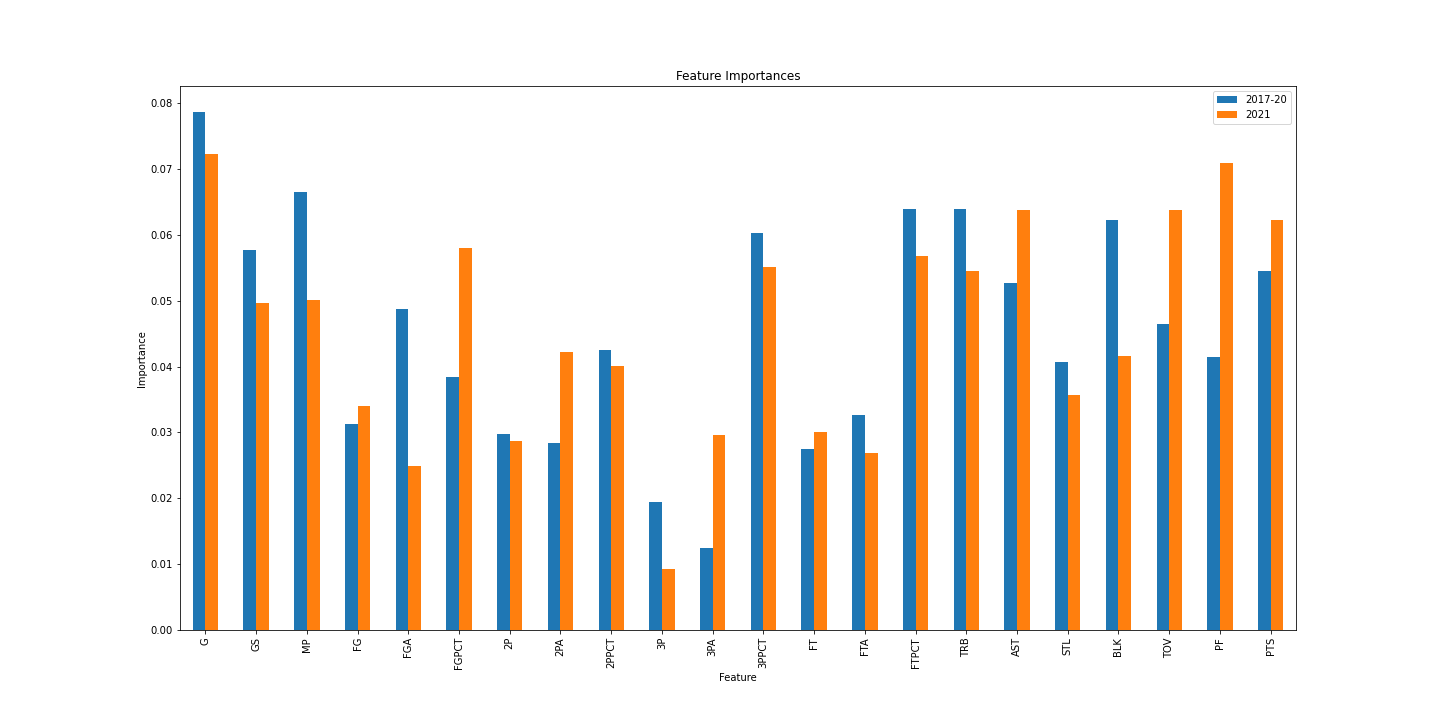 Feature Importances
2017-20
2021
0.08
0.07
0.06
0.05
0.04
0.03
0.02
0.01
0.00
Importance
G
GS
MP
FG
FGA
FGPCT
2P
2PA
2PPCT
3P
3PA
3PPCT
FT
FTA
FTPCT
TRB
AST
STL
BLK
TOV
PF
PTS
Feature